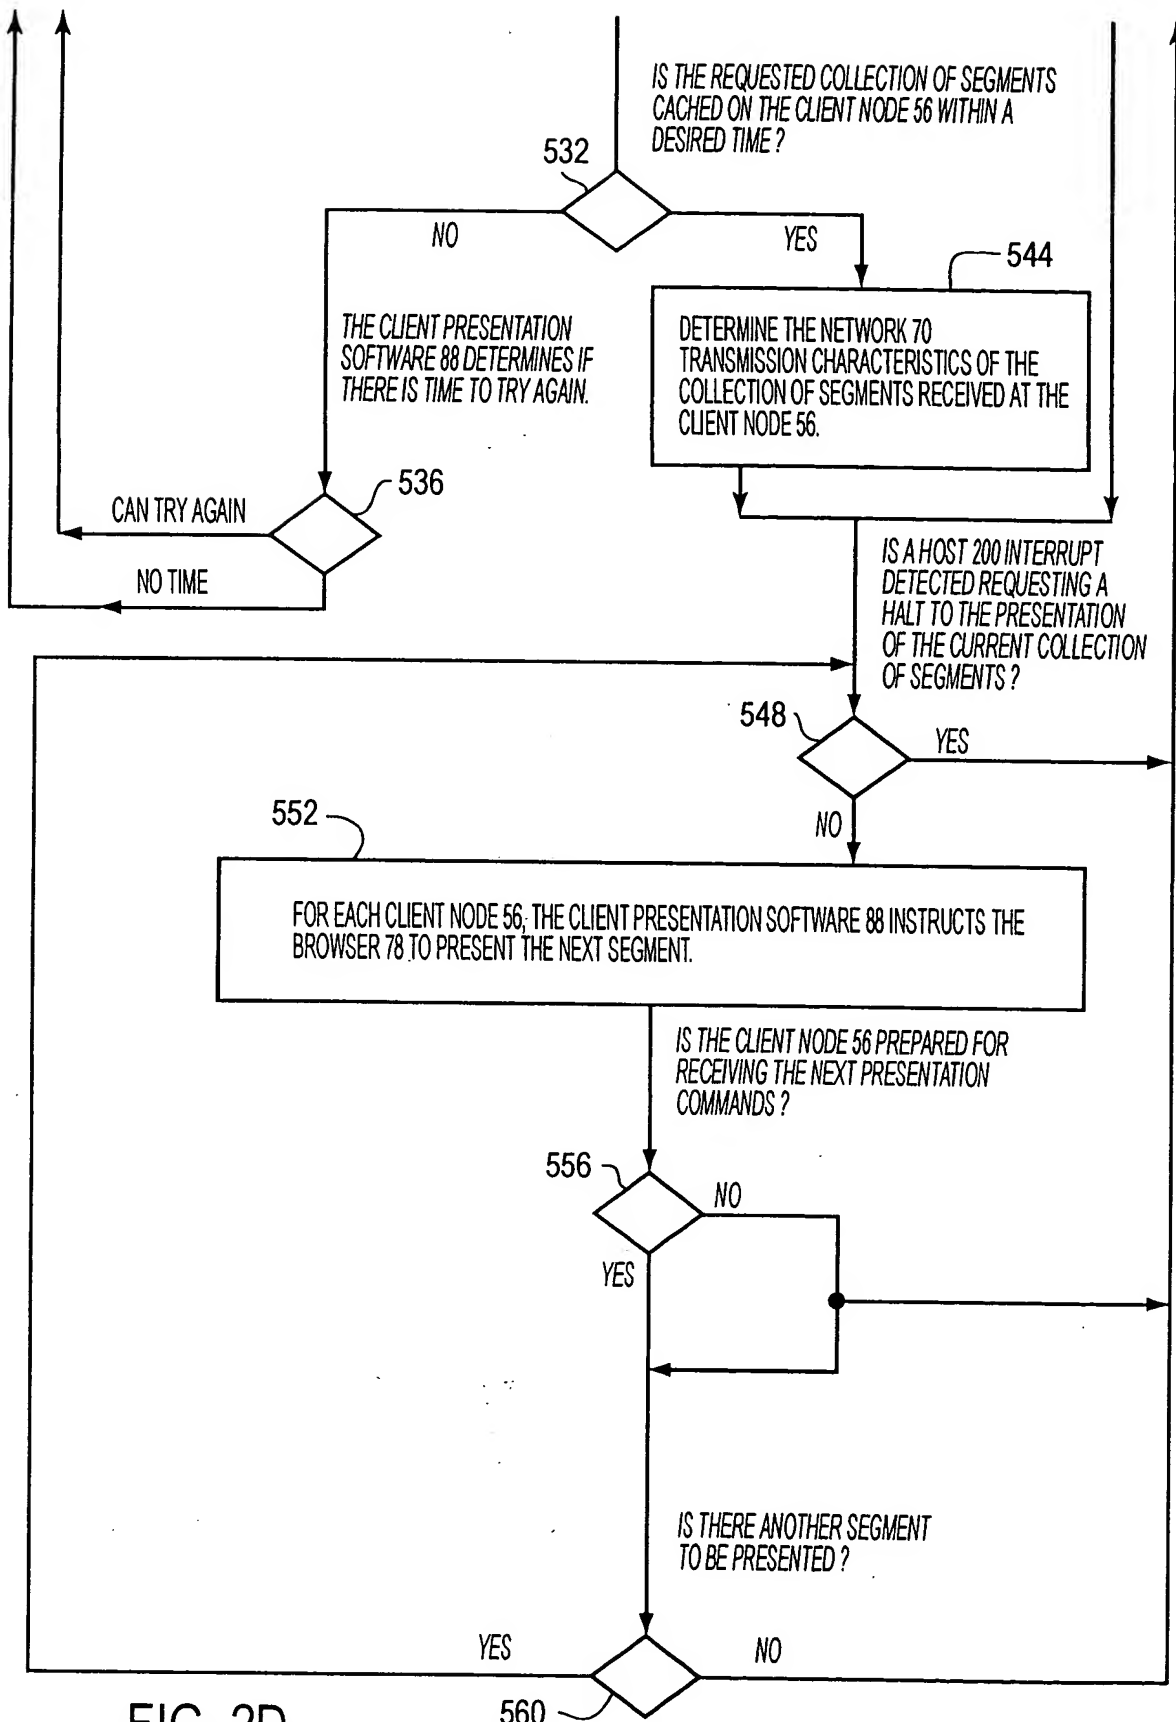 IS THE REQUESTED COLLECTION OF SEGMENTS
CACHED ON THE CLIENT NODE 56 WITHIN A
DESIRED TIME?
532
NO
YES
544
THE CLIENT PRESENTATION
SOFTWARE 88 DETERMINES IF
THERE IS TIME TO TRY AGAIN.
DETERMINE THE NETWORK 70
TRANSMISSION CHARACTERISTICS OF THE
COLLECTION OF SEGMENTS RECEIVED AT THE
CLIENT NODE 56.
536
CAN TRY AGAIN
NO TIME
IS A HOST 200 INTERRUPT
DETECTED REQUESTING A
HALT TO THE PRESENTATION
OF THE CURRENT COLLECTION
OF SEGMENTS?
548
YES
NO
552
FOR EACH CLIENT NODE 56, THE CLIENT PRESENTATION SOFTWARE 88 INSTRUCTS THE
BROWSER 78 TO PRESENT THE NEXT SEGMENT.
IS THE CLIENT NODE 56 PREPARED FOR
RECEIVING THE NEXT PRESENTATION
COMMANDS?
556
NO
YES
IS THERE ANOTHER SEGMENT
TO BE PRESENTED?
YES
NO
560
FIG. 2D